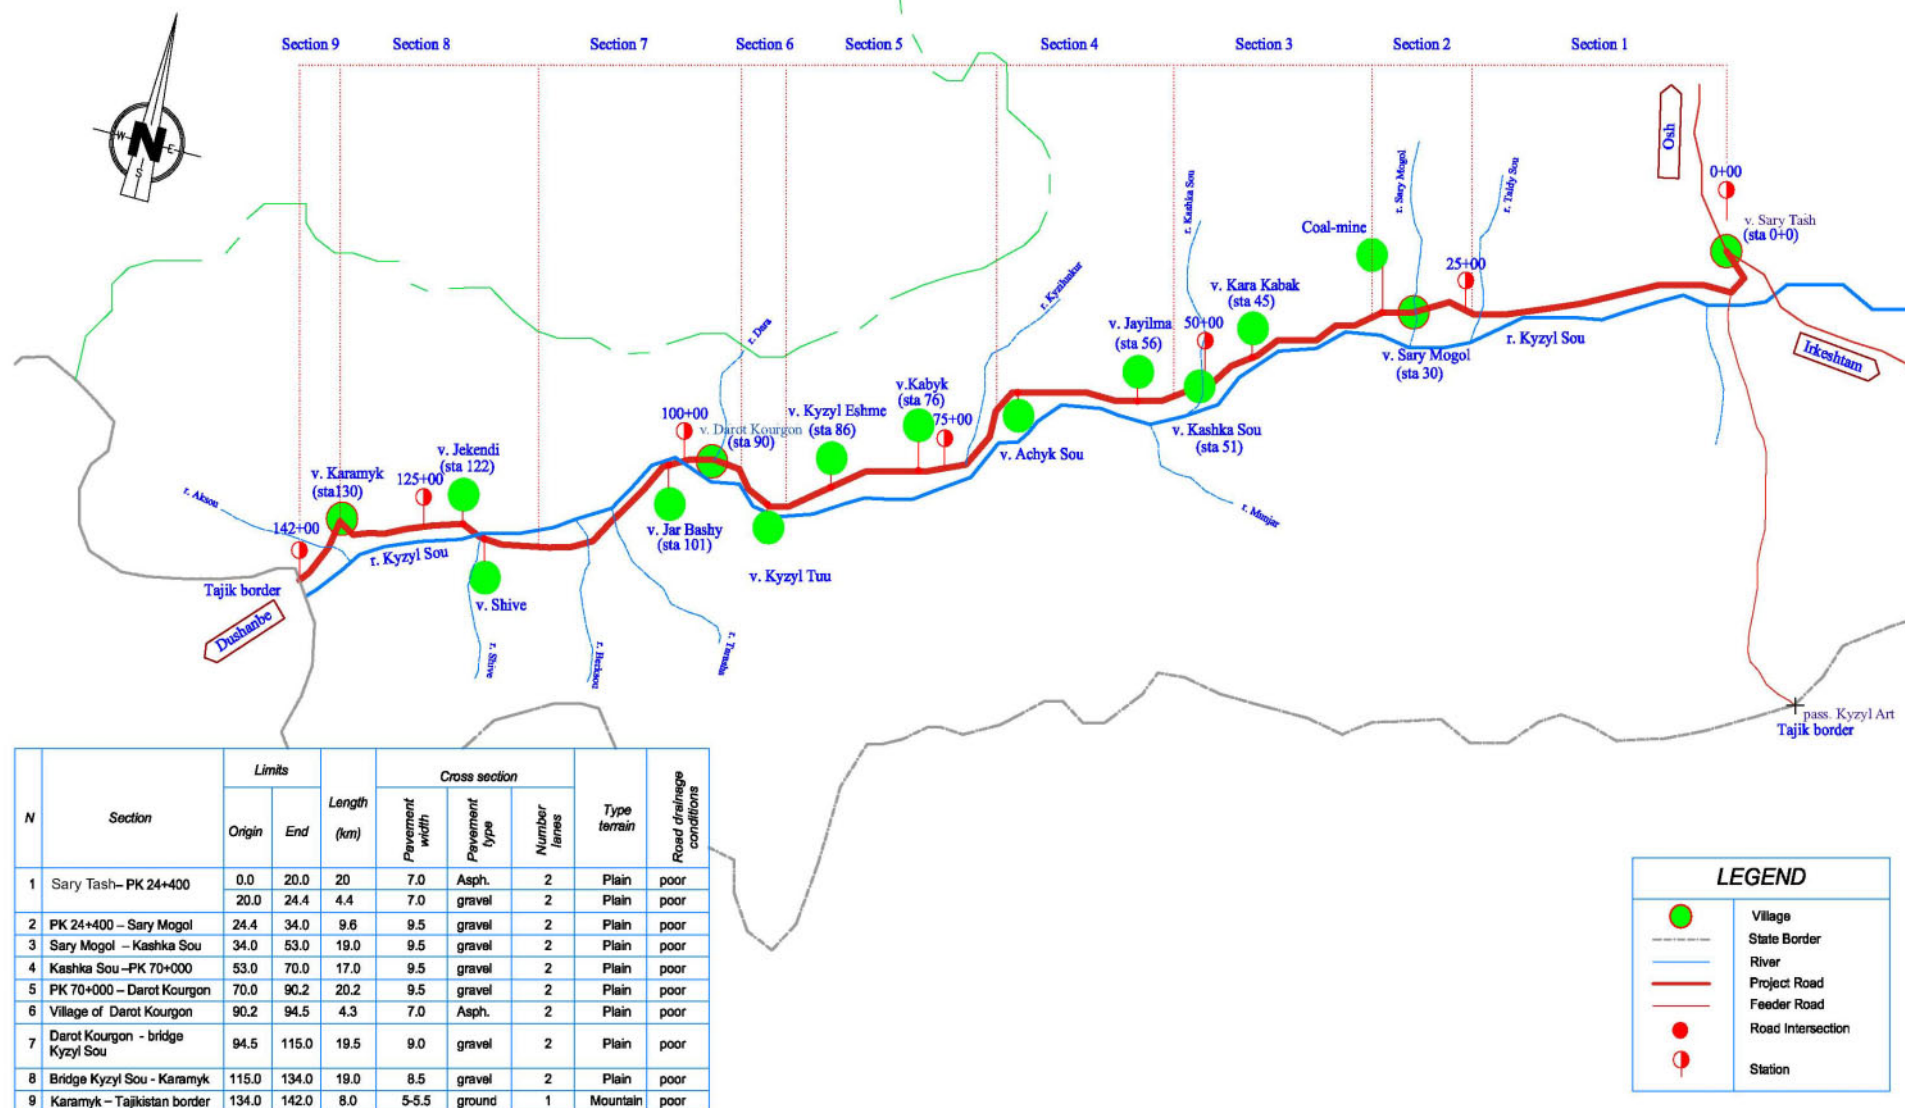 Section 9
Section 8
Section 7
Section 6
Section 5
Section 4
Section 3
Section 2
Section 1
N
W
E
S
Osh
0+00
v. Sary Tash
(sta 0+0)
r. Taldy Sou
r. Sary Mogol
r. Kashka Sou
Coal-mine
25+00
v. Kara Kabak
(sta 45)
Irkeshtam
r. Kyzyl Sou
v. Sary Mogol
(sta 30)
50+00
v. Jayilma
(sta 56)
v. Kashka Sou
(sta 51)
r. Munjar
v. Achyk Sou
75+00
v.Kabyk
(sta 76)
v. Kyzyl Eshme
(sta 86)
r. Dara
v. Darot Kourgon
(sta 90)
100+00
v. Jar Bashy
(sta 101)
v. Kyzyl Tuu
v. Jekendi
(sta 122)
125+00
v. Karamyk
(sta130)
r. Aksou
142+00
r. Kyzyl Sou
Tajik border
Dushanbe
v. Shive
r. Shive
pass. Kyzyl Art
Tajik border
N Section Limits Length (km) Cross section Type terrain Road drainage conditions
Origin End Pavement width Pavement type Number lanes
1 Sary Tash– PK 24+400 0.0 20.0 20 7.0 Asph. 2 Plain poor
20.0 24.4 4.4 7.0 gravel 2 Plain poor
2 PK 24+400 – Sary Mogol 24.4 34.0 9.6 9.5 gravel 2 Plain poor
3 Sary Mogol – Kashka Sou 34.0 53.0 19.0 9.5 gravel 2 Plain poor
4 Kashka Sou –PK 70+000 53.0 70.0 17.0 9.5 gravel 2 Plain poor
5 PK 70+000 – Darot Kourgon 70.0 90.2 20.2 9.5 gravel 2 Plain poor
6 Village of Darot Kourgon 90.2 94.5 4.3 7.0 Asph. 2 Plain poor
7 Darot Kourgon - bridge Kyzyl Sou 94.5 115.0 19.5 9.0 gravel 2 Plain poor
8 Bridge Kyzyl Sou - Karamyk 115.0 134.0 19.0 8.5 gravel 2 Plain poor
9 Karamyk – Tajikistan border 134.0 142.0 8.0 5-5.5 ground 1 Mountain poor
LEGEND
Village
State Border
River
Project Road
Feeder Road
Road Intersection
Station